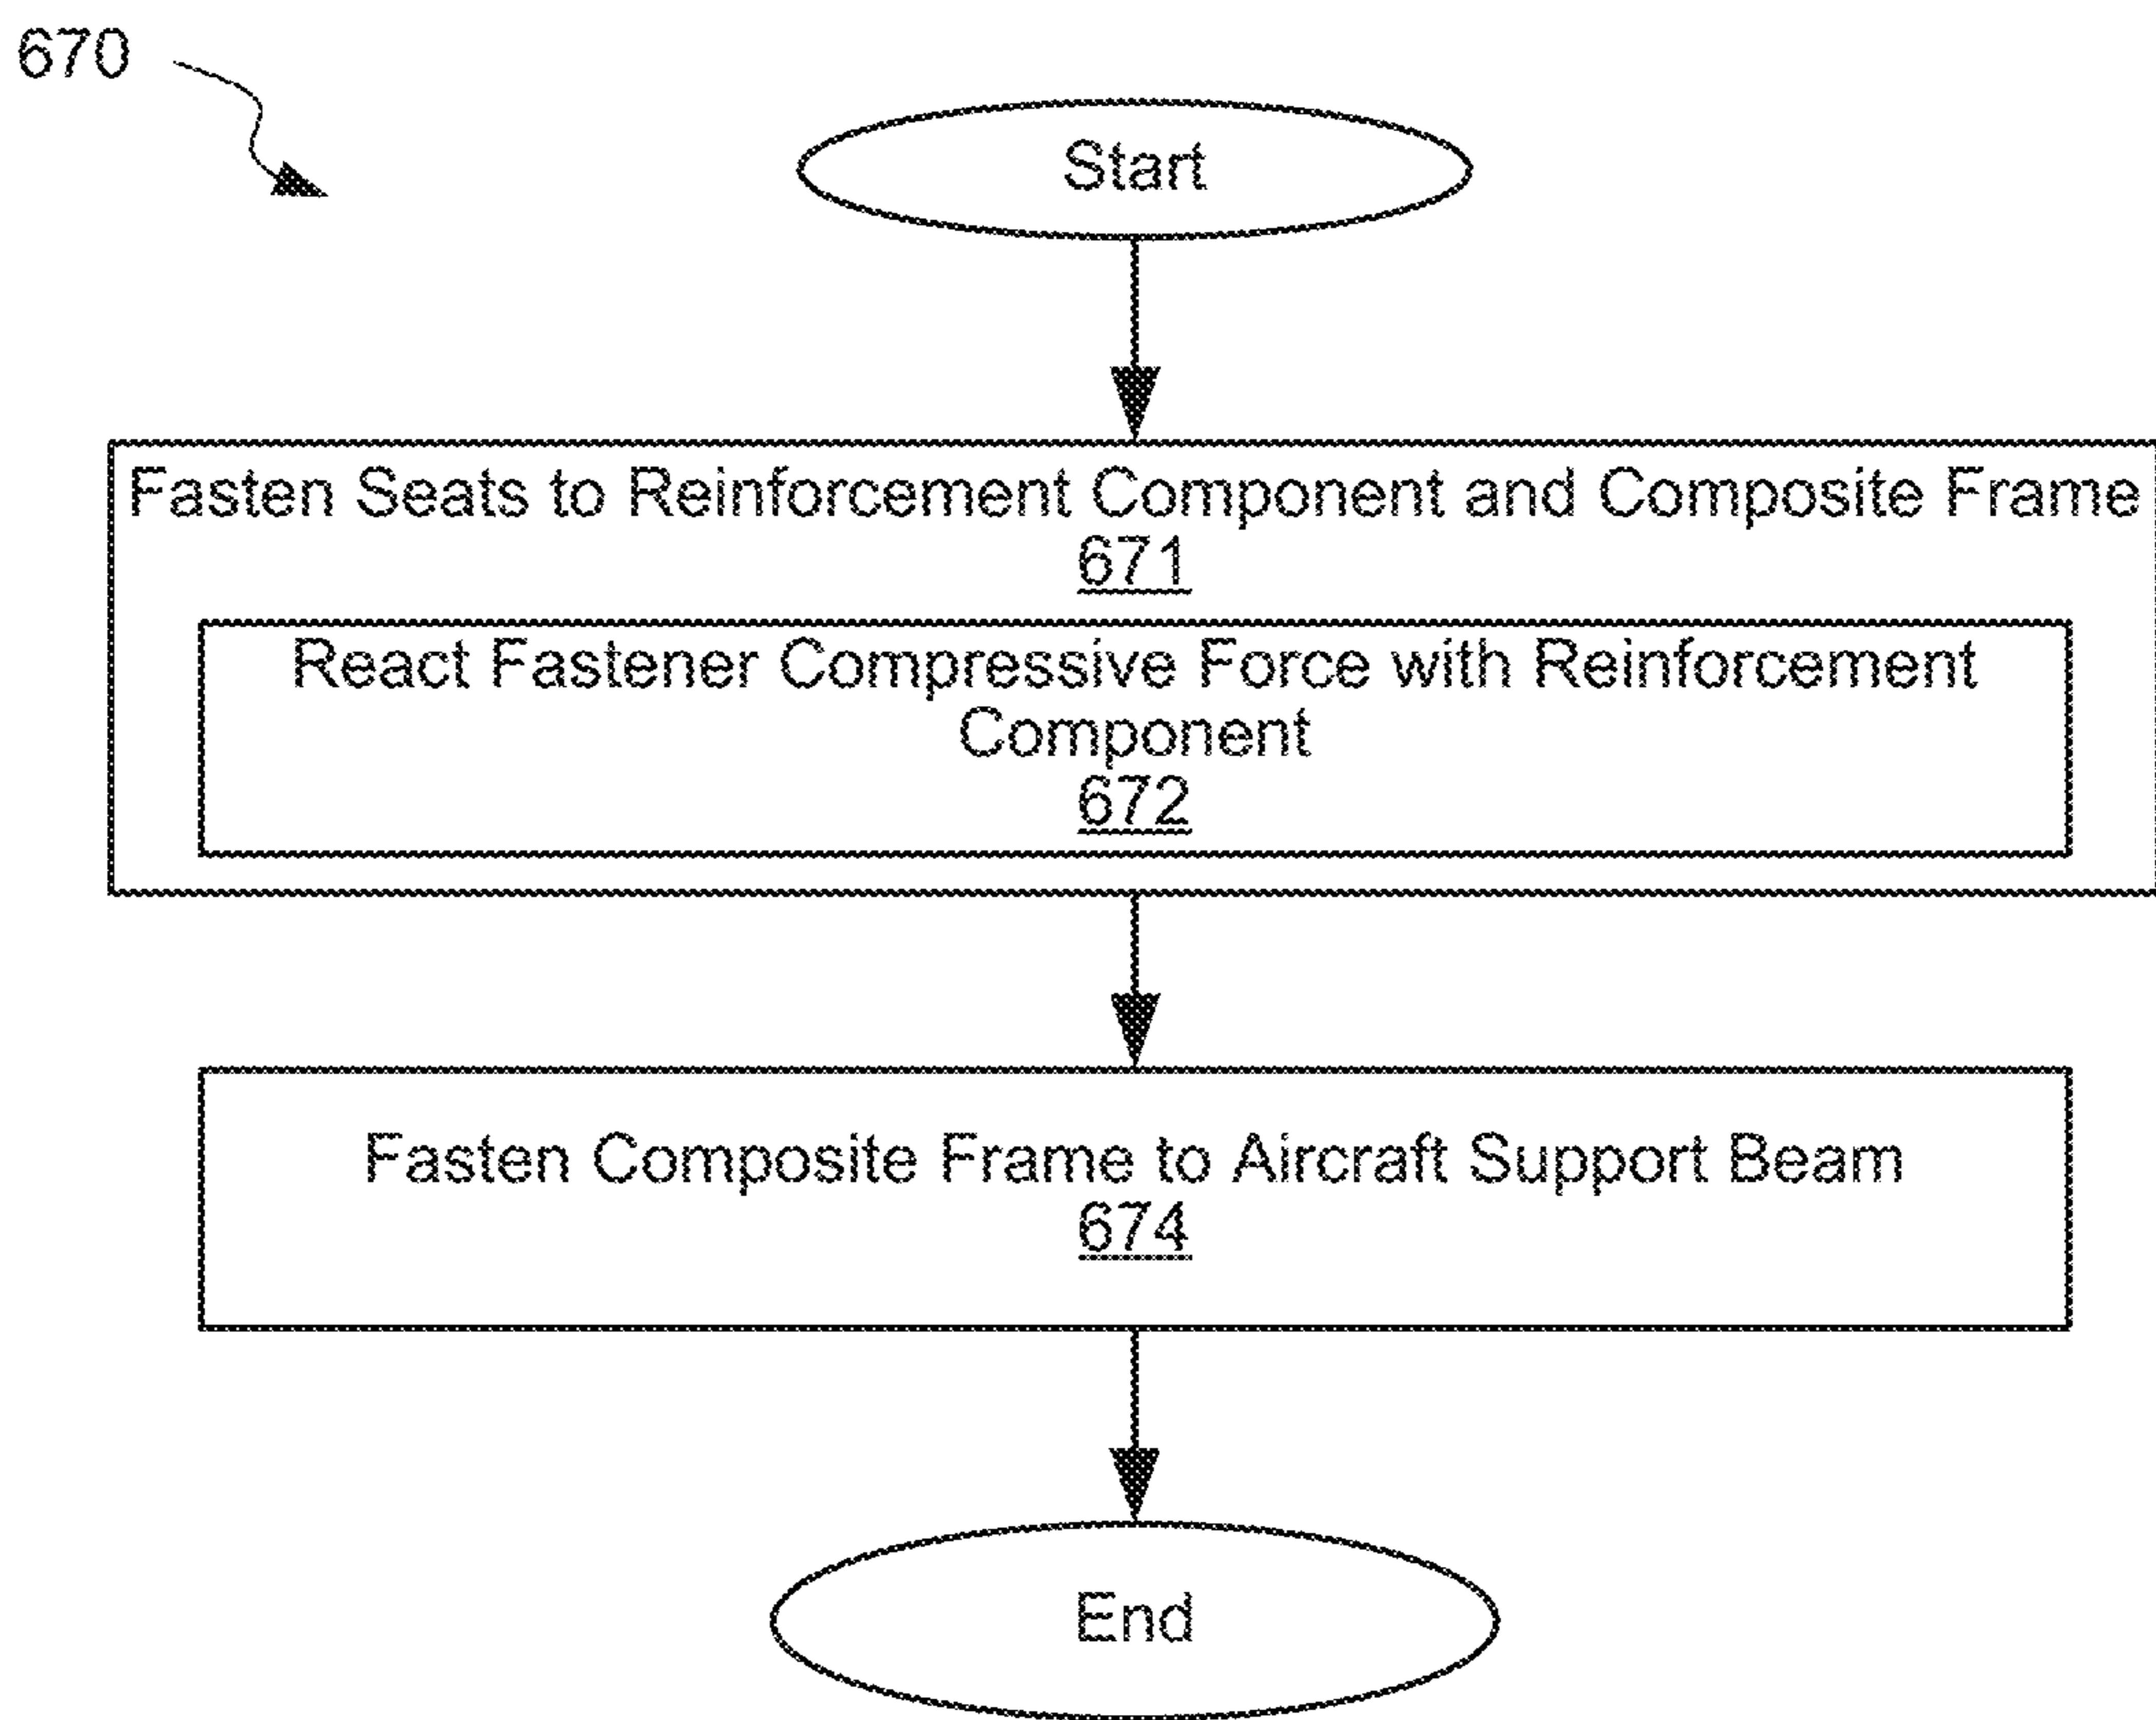 670
Start
Fasten Seats to Reinforcement Component and Composite Frame
671
React Fastener Compressive Force with Reinforcement
Component
672
Fasten Composite Frame to Aircraft Support Beam
674
End